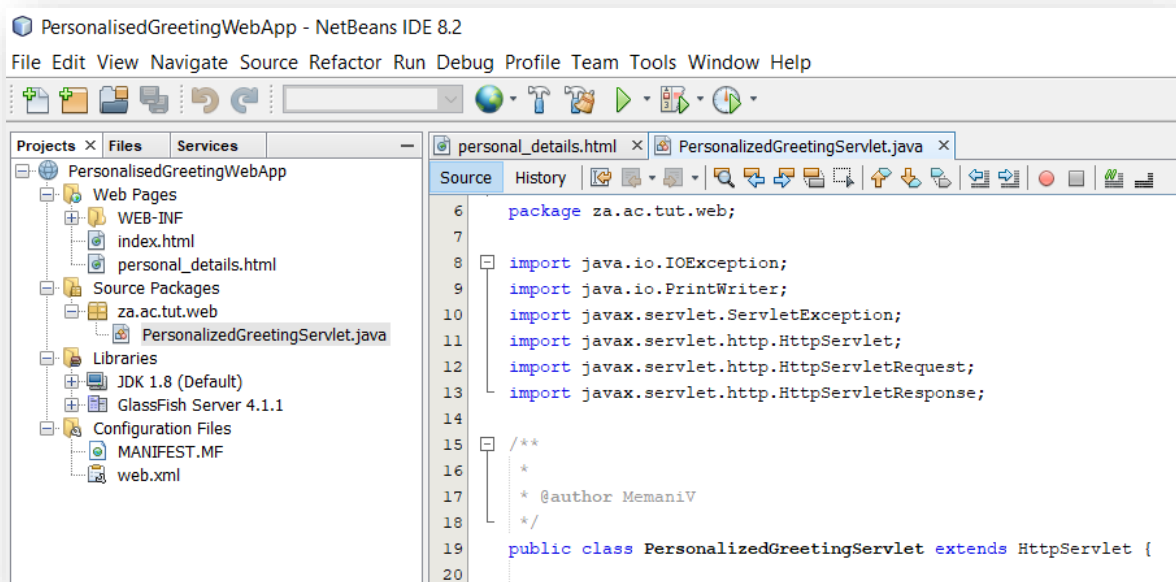 PersonalisedGreetingWebApp - NetBeans IDE 8.2
File Edit View Navigate Source Refactor Run Debug Profile Team Tools Window Help
Projects Files Services
PersonalisedGreetingWebApp
Web Pages
WEB-INF
index.html
personal_details.html
Source Packages
za.ac.tut.web
PersonalizedGreetingServlet.java
Libraries
JDK 1.8 (Default)
GlassFish Server 4.1.1
Configuration Files
MANIFEST.MF
web.xml
personal_details.html PersonalizedGreetingServlet.java
Source History
6 package za.ac.tut.web;
7
8 import java.io.IOException;
9 import java.io.PrintWriter;
10 import javax.servlet.ServletException;
11 import javax.servlet.http.HttpServlet;
12 import javax.servlet.http.HttpServletRequest;
13 import javax.servlet.http.HttpServletResponse;
14
15 /**
16 *
17 * @author MemaniV
18 */
19 public class PersonalizedGreetingServlet extends HttpServlet {
20